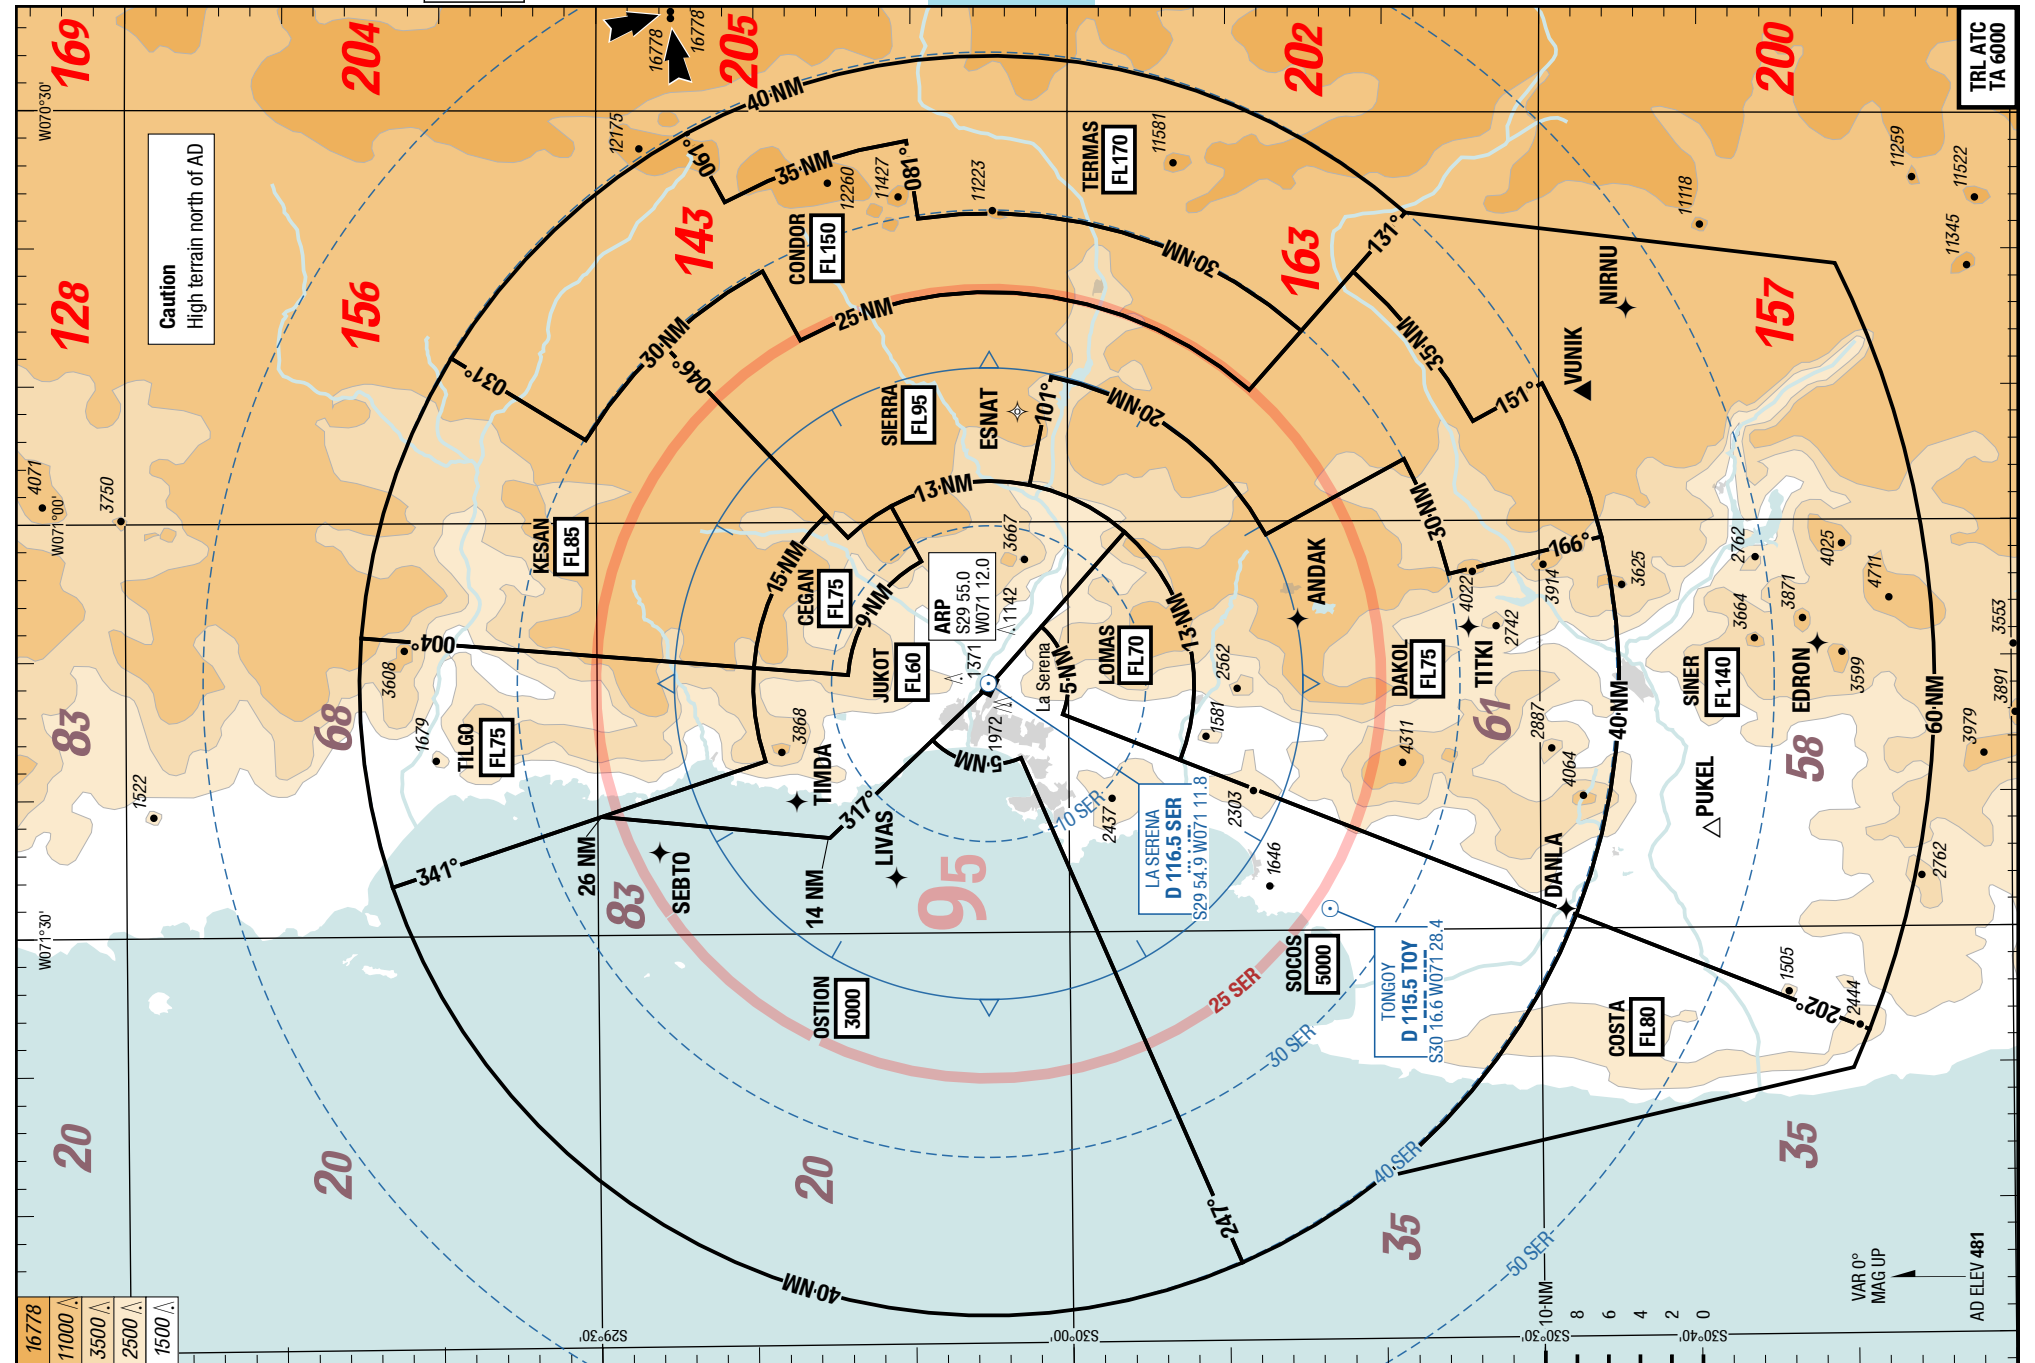 169
204
205
202
200
16778
16778
TRL ATC
TA 6000
W070°30'
Caution
High terrain north of AD
128
156
143
163
157
12175
061°
40·NM
35·NM
12260
11427
081°
11223
TERMAS
FL170
11581
11118
11259
11522
11345
CONDOR
FL150
30·NM
131°
NIRNU
25·NM
031°
30·NM
046°
35·NM
VUNIK
151°
SIERRA
FL95
ESNAT
101°
20·NM
4071
3750
W071°00'
KESAN
FL85
13·NM
15·NM
CEGAN
FL75
9·NM
3667
ARP
S29 55.0
W071 12.0
1142
1371
30·NM
166°
ANDAK
4022
3914
3625
2762
4025
4711
3871
3664
3553
3599
3891
3979
004°
3608
JUKOT
FL60
La Serena
5·NM
LOMAS
FL70
13·NM
2562
1581
DAKOL
FL75
TITKI
2742
61
2887
4064
4311
40·NM
SINER
FL140
EDRON
58
60·NM
83
68
1679
TILGO
FL75
1522
3868
TIMDA
1972
5·NM
317°
LIVAS
10 SER
2437
2303
LA SERENA
D 116.5 SER
S29 54.9 W071 11.8
1646
PUKEL
DANLA
2762
341°
26 NM
83
SEBTO
14 NM
95
W071°30'
OSTION
3000
25 SER
SOCOS
5000
TONGOY
D 115.5 TOY
S30 16.6 W071 28.4
30 SER
COSTA
FL80
1505
202°
2444
20
20
20
40 SER
35
35
247°
40·NM
50 SER
VAR 0°
MAG UP
AD ELEV 481
16778
11000
3500
2500
1500
S29°30'
S30°00'
S30°30'
S30°40'
10·NM
8
6
4
2
0